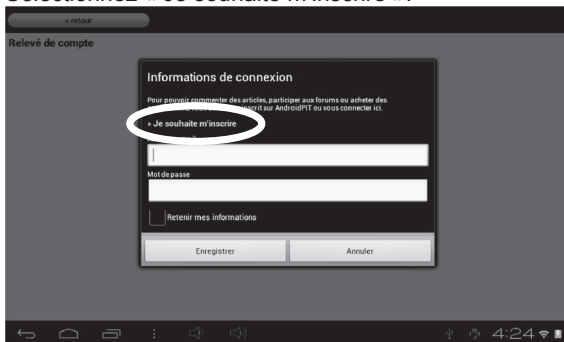 Sélectionnez « Je souhaite m'inscrire » :
« retour
Relevé de compte
Informations de connexion
Pour pouvoir commenter des articles, participer aux forums ou acheter des
inscrit sur AndroidPIT ou vous connecter ici.
» Je souhaite m'inscrire
Mot de passe
Retenir mes informations
Enregistrer
Annuler
4:24